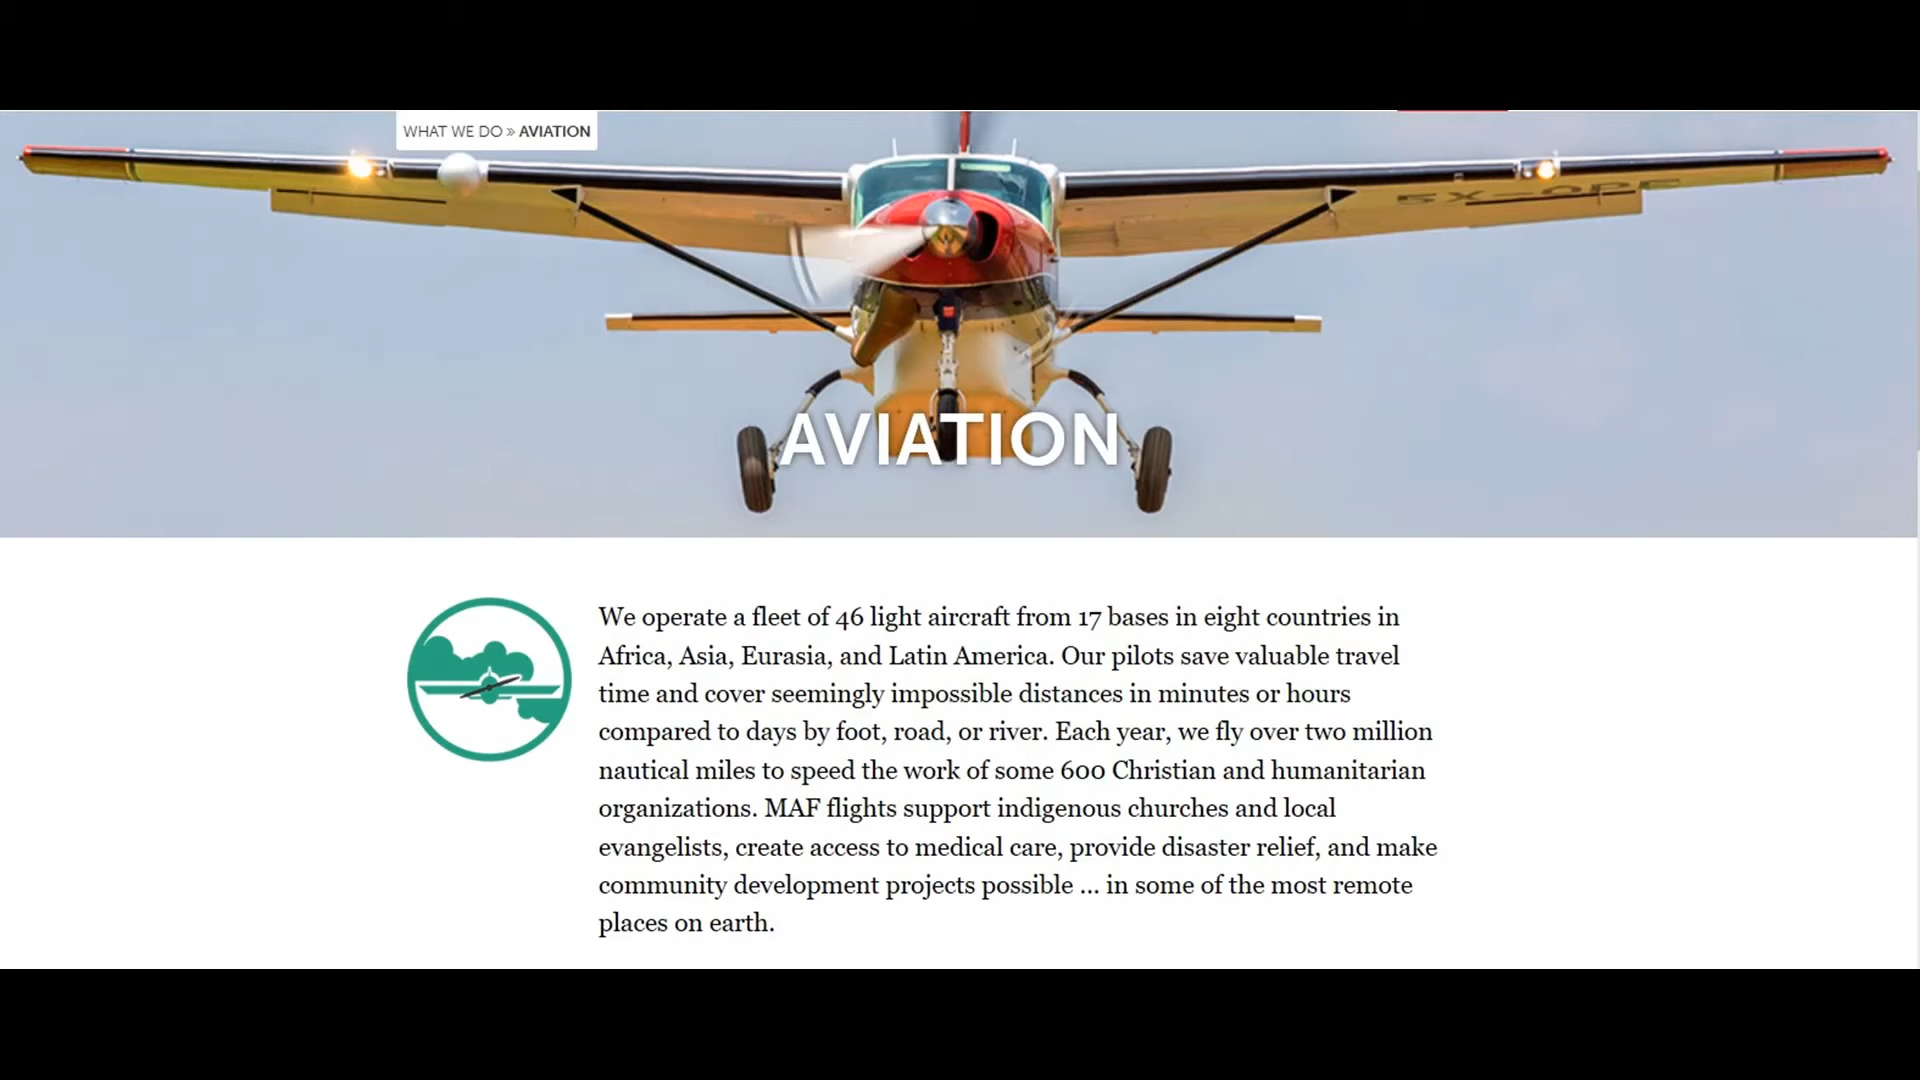 WHAT WE DO » AVIATION
AVIATION
We operate a fleet of 46 light aircraft from 17 bases in eight countries in
Africa, Asia, Eurasia, and Latin America. Our pilots save valuable travel
time and cover seemingly impossible distances in minutes or hours
compared to days by foot, road, or river. Each year, we fly over two million
nautical miles to speed the work of some 600 Christian and humanitarian
organizations. MAF flights support indigenous churches and local
evangelists, create access to medical care, provide disaster relief, and make
community development projects possible ... in some of the most remote
places on earth.